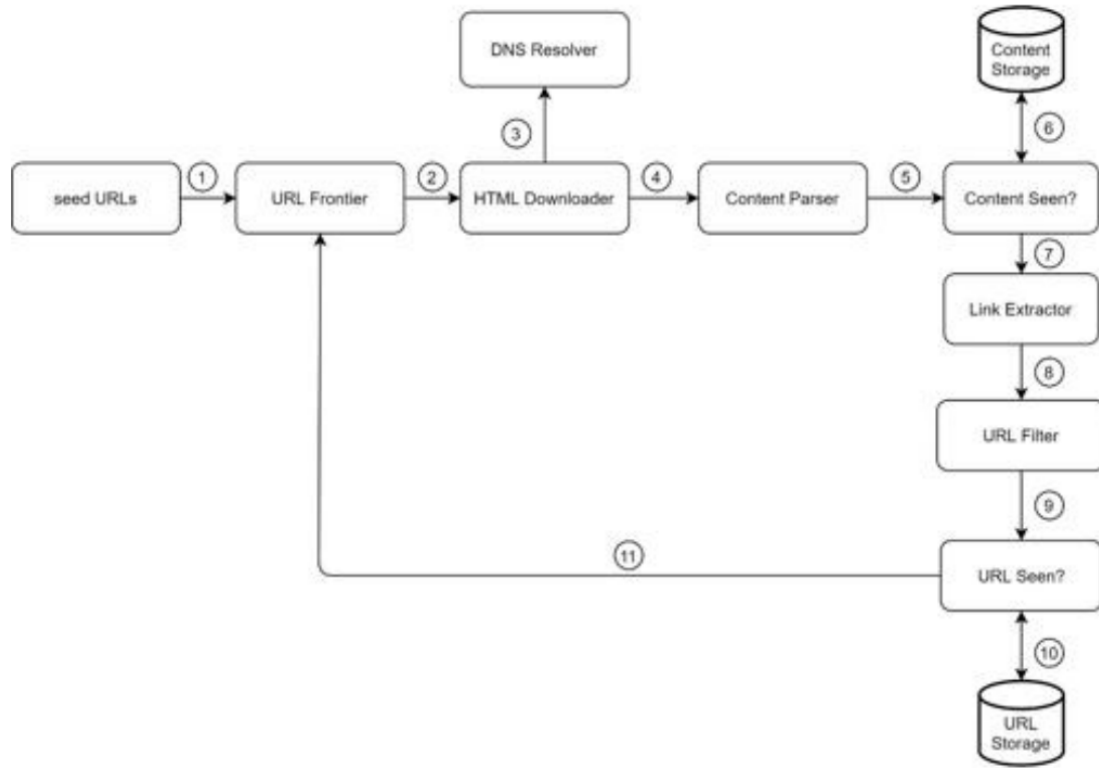 DNS Resolver
Content
Storage
3
6
1
2
4
5
seed URLs
URL Frontier
HTML Downloader
Content Parser
Content Seen?
7
Link Extractor
8
URL Filter
9
11
URL Seen?
10
URL
Storage